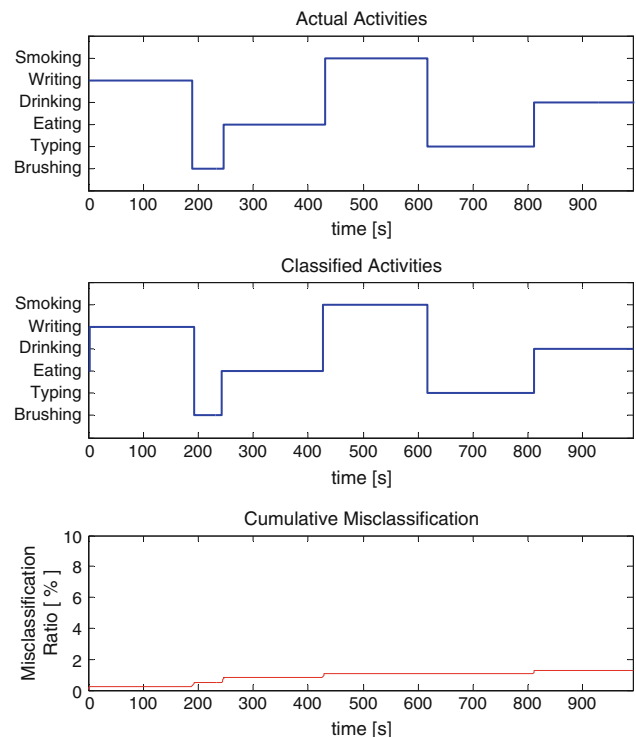 Actual Activities
Smoking
Writing
Drinking
Eating
Typing
Brushing
0 100 200 300 400 500 600 700 800 900
time [s]
Classified Activities
Smoking
Writing
Drinking
Eating
Typing
Brushing
0 100 200 300 400 500 600 700 800 900
time [s]
Cumulative Misclassification
Misclassification
Ratio [ % ]
10
8
6
4
2
0
0 100 200 300 400 500 600 700 800 900
time [s]